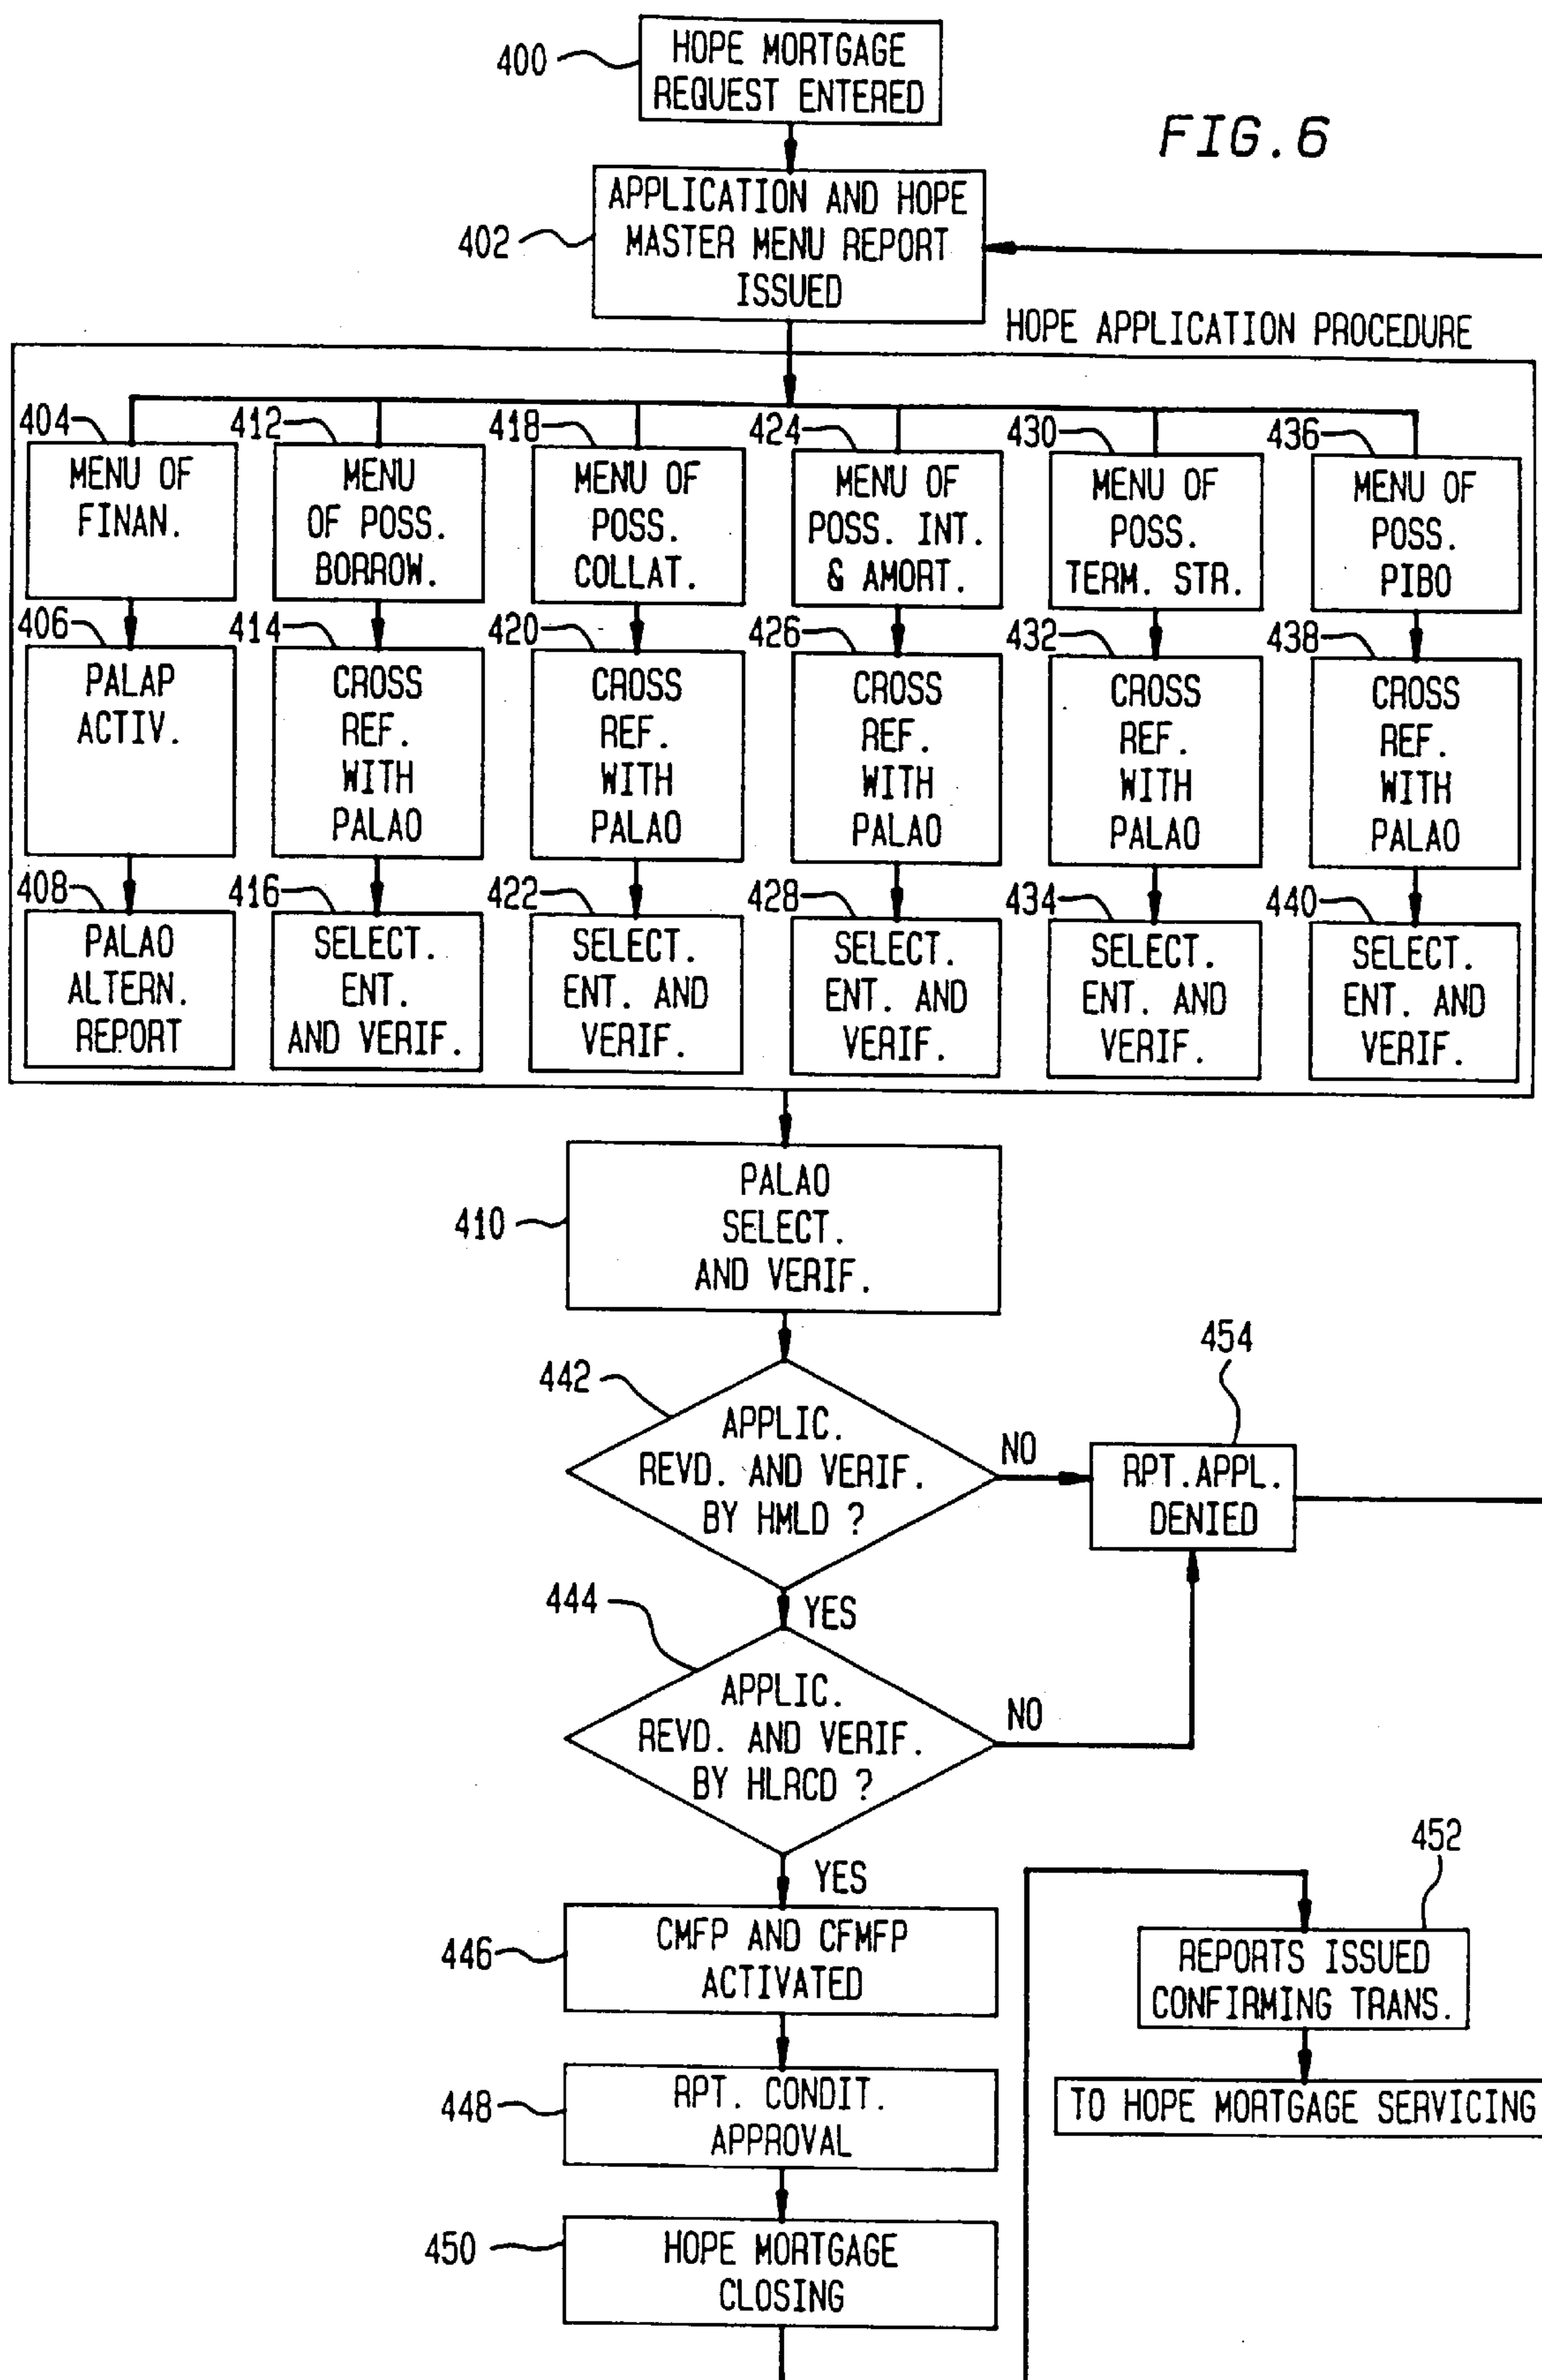 400
HOPE MORTGAGE
REQUEST ENTERED
FIG.6
402
APPLICATION AND HOPE
MASTER MENU REPORT
ISSUED
HOPE APPLICATION PROCEDURE
404
MENU OF
FINAN.
412
MENU
OF POSS.
BORROW.
418
MENU OF
POSS.
COLLAT.
424
MENU OF
POSS. INT.
& AMORT.
430
MENU OF
POSS.
TERM. STR.
436
MENU OF
POSS.
PIBO
406
PALAP
ACTIV.
414
CROSS
REF.
WITH
PALAO
420
CROSS
REF.
WITH
PALAO
426
CROSS
REF.
WITH
PALAO
432
CROSS
REF.
WITH
PALAO
438
CROSS
REF.
WITH
PALAO
408
PALAO
ALTERN.
REPORT
416
SELECT.
ENT.
AND VERIF.
422
SELECT.
ENT. AND
VERIF.
428
SELECT.
ENT. AND
VERIF.
434
SELECT.
ENT. AND
VERIF.
440
SELECT.
ENT. AND
VERIF.
410
PALAO
SELECT.
AND VERIF.
442
APPLIC.
REVD. AND VERIF.
BY HMLD ?
NO
454
RPT.APPL.
DENIED
YES
444
APPLIC.
REVD. AND VERIF.
BY HLRCD ?
NO
YES
446
CMFP AND CFMFP
ACTIVATED
452
REPORTS ISSUED
CONFIRMING TRANS.
TO HOPE MORTGAGE SERVICING
448
RPT. CONDIT.
APPROVAL
450
HOPE MORTGAGE
CLOSING